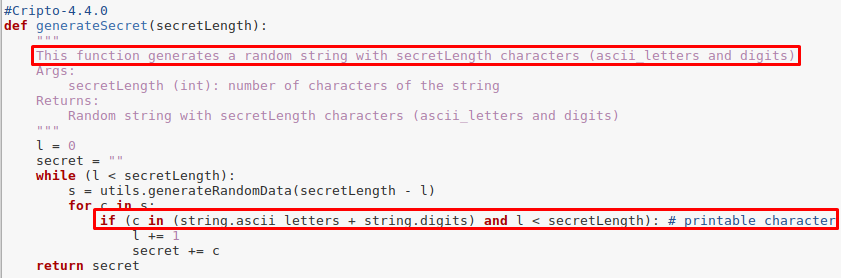 #Cripto-4.4.0
def generateSecret(secretLength):
"""
This function generates a random string with secretLength characters (ascii_letters and digits)
Args:
secretLength (int): number of characters of the string
Returns:
Random string with secretLength characters (ascii_letters and digits)
"""
l = 0
secret = ""
while (l < secretLength):
s = utils.generateRandomData(secretLength - l)
for c in s:
if (c in (string.ascii_letters + string.digits) and l < secretLength): # printable character
l += 1
secret += c
return secret